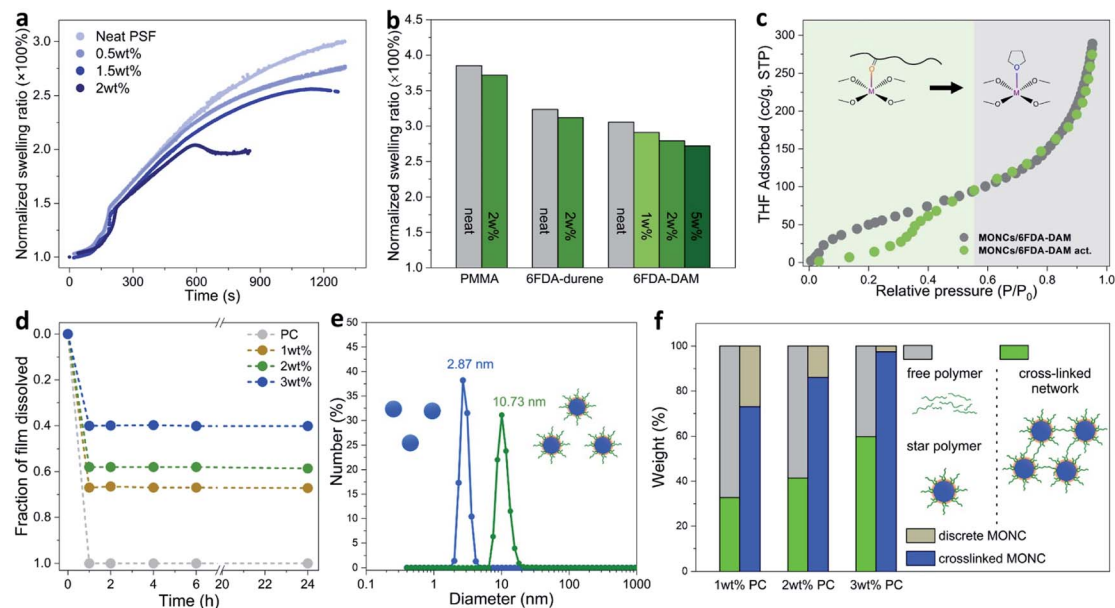 a
Neat PSF
0.5wt%
1.5wt%
2wt%
Normalized swelling ratio (×100%)
3.0
2.5
2.0
1.5
1.0
0
300
600
900
1200
Time (s)
b
Normalized swelling ratio (×100%)
4.5
4.0
3.5
3.0
2.5
2.0
1.5
1.0
neat
2w%
neat
2w%
neat
1w%
2w%
5w%
PMMA
6FDA-durene
6FDA-DAM
c
THF Adsorbed (cc/g. STP)
300
250
200
150
100
50
0
O
O
O
M
O
O
O
O
O
M
O
O
MONCs/6FDA-DAM
MONCs/6FDA-DAM act.
0.0
0.2
0.4
0.6
0.8
1.0
Relative pressure (P/P0)
d
Fraction of film dissolved
0.0
0.2
0.4
0.6
0.8
1.0
PC
1wt%
2wt%
3wt%
0
2
4
6
20
22
24
Time (h)
e
Number (%)
50
45
40
35
30
25
20
15
10
5
0
2.87 nm
10.73 nm
0.1
1
10
100
1000
Diameter (nm)
f
Weight (%)
100
80
60
40
20
0
1wt% PC
2wt% PC
3wt% PC
free polymer
cross-linked
network
star polymer
discrete MONC
crosslinked MONC